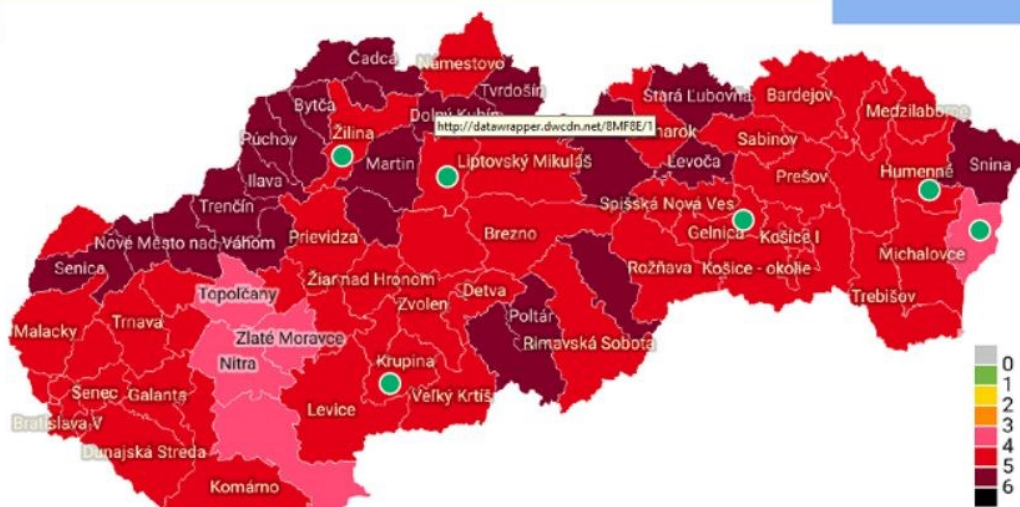 Čadca
Námestovo
Tvrdošín
Stará Ľubovňa
Bardejov
Bytča
Dolný Kubín
Medzilaborce
http://datawrapper.dwcdn.net/8MF8E/1
Púchov
Žilina
Sabinov
Martin
Liptovský Mikuláš
Levoča
Snina
Humenné
Ilava
Prešov
Trenčín
Spišská Nová Ves
Nové Město nad Váhom
Prievidza
Brezno
Gelnica
Košice I
Senica
Michalovce
Žiar nad Hronom
Rožňava
Košice - okolie
Topoľčany
Detva
Trebišov
Zvolen
Trnava
Poltár
Malacky
Zlaté Moravce
Rimavská Sobota
Nitra
Krupina
Senec
Galanta
Veľký Krtíš
Levice
Bratislava V
Dunajská Streda
Komárno
0
1
2
3
4
5
6